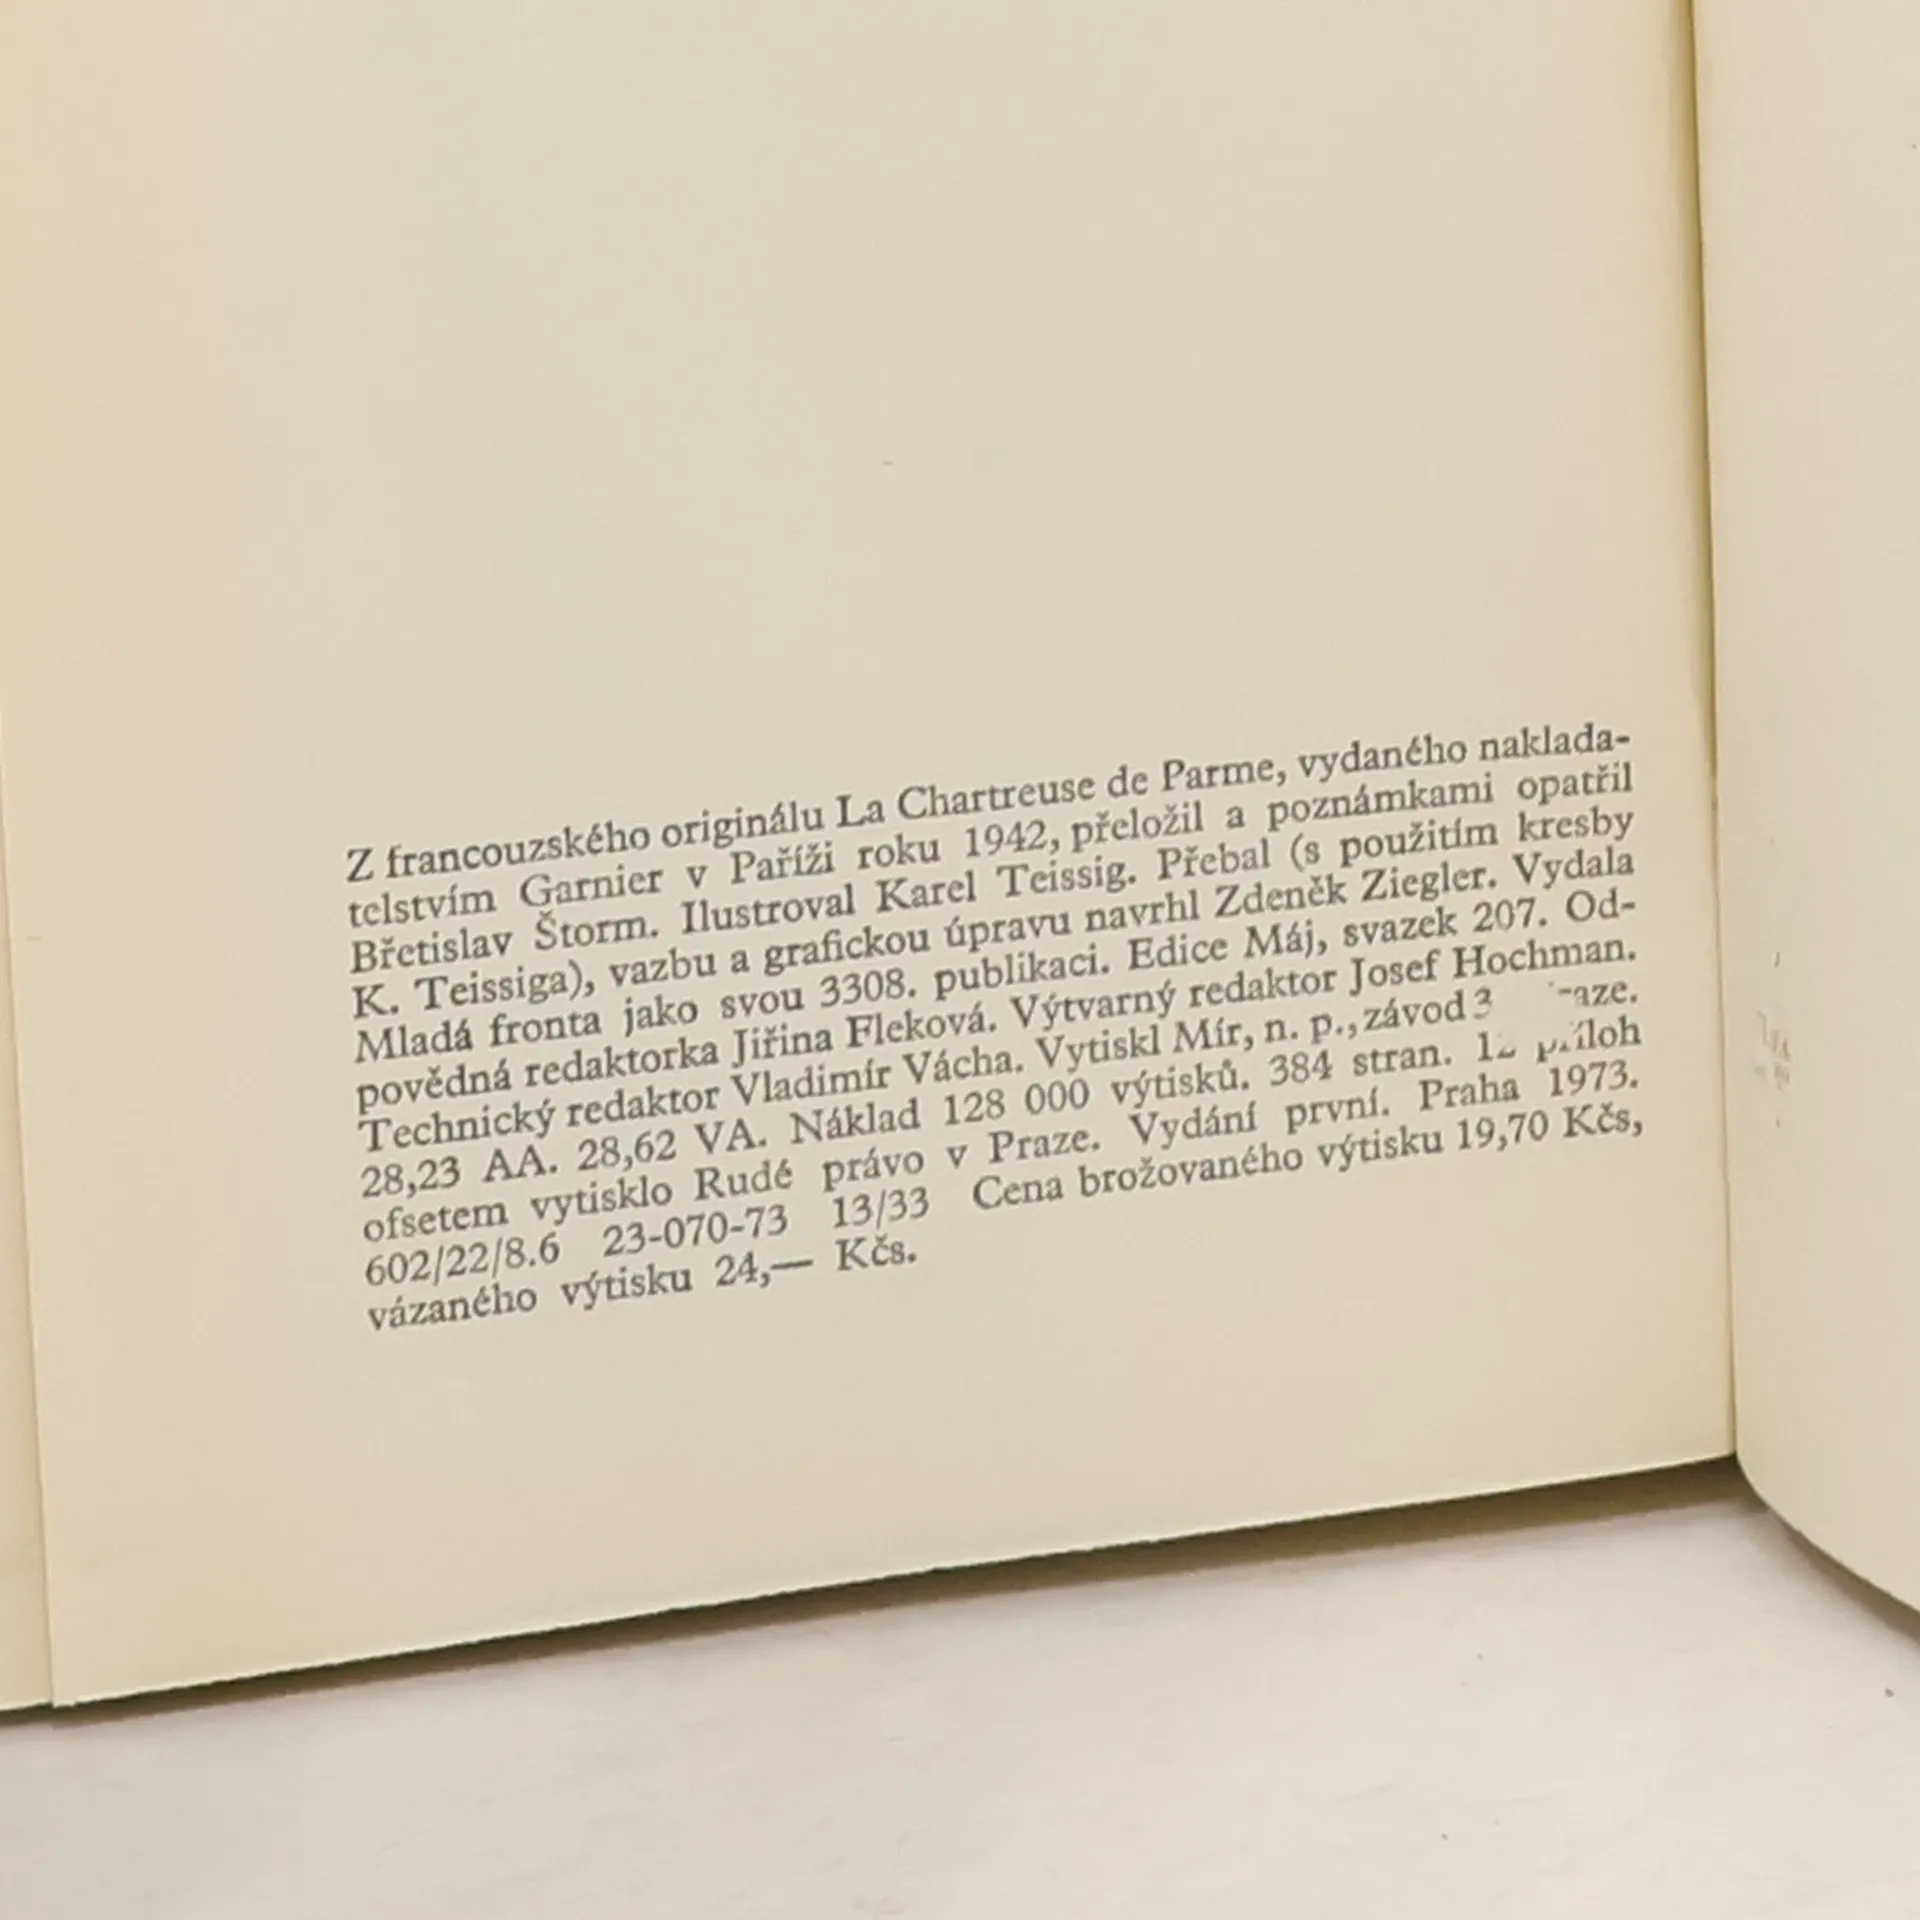 Z francouzského originálu La Chartreuse de Parme, vydaného naklada-
telstvím Garnier v Paříži roku 1942, přeložil a poznámkami opatřil
Břetislav Štorm. Ilustroval Karel Teissig. Přebal (s použitím kresby
K. Teissiga), vazbu a grafickou úpravu navrhl Zdeněk Ziegler. Vydala
Mladá fronta jako svou 3308. publikaci. Edice Máj, svazek 207. Od-
povědná redaktorka Jiřina Fleková. Výtvarný redaktor Josef Hochman.
Technický redaktor Vladimír Vácha. Vytiskl Mír, n. p., závod 3
28,23 AA. 28,62 VA. Náklad 128 000 výtisků. 384 stran.
ofsetem vytisklo Rudé právo v Praze. Vydání první. Praha 1973.
602/22/8.6 23-070-73 13/33 Cena brožovaného výtisku 19,70 Kčs,
vázaného výtisku 24,— Kčs.